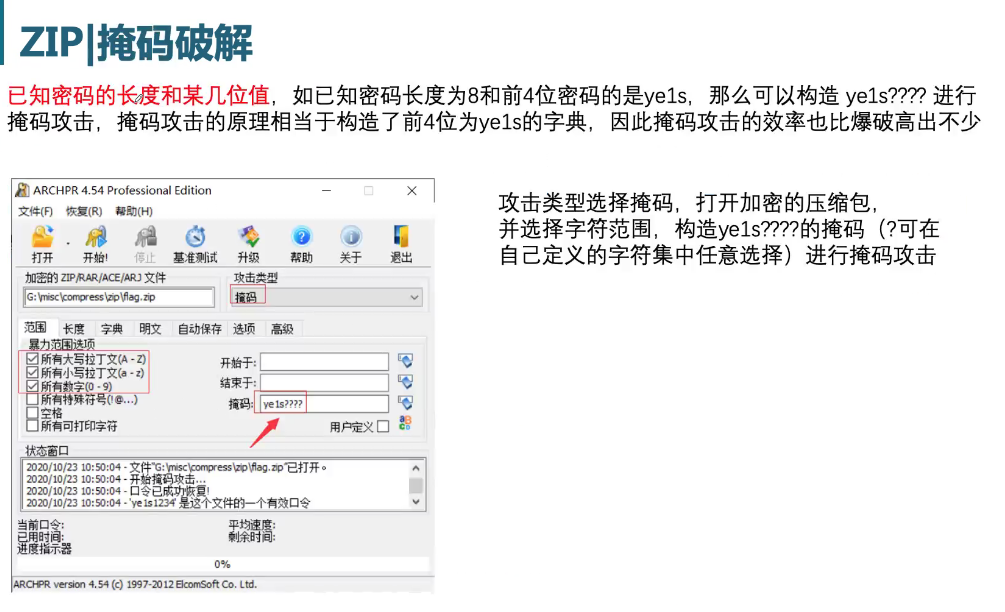 ZIP|掩码破解
已知密码的长度和某几位值，如已知密码长度为8和前4位密码的是ye1s，那么可以构造 ye1s???? 进行
掩码攻击，掩码攻击的原理相当于构造了前4位为ye1s的字典，因此掩码攻击的效率也比爆破高出不少
ARCHPR 4.54 Professional Edition
文件(F) 恢复(R) 帮助(H)
打开 开始! 停止 基准测试 升级 帮助 关于 退出
加密的 ZIP/RAR/ACE/ARJ 文件
G:\misc\compress\zip\flag.zip
攻击类型
掩码
范围 长度 字典 明文 自动保存 选项 高级
暴力范围选项
所有大写拉丁文(A - Z)
所有小写拉丁文(a - z)
所有数字(0 - 9)
所有特殊符号(!@...)
空格
所有可打印字符
开始于:
结束于:
掩码: ye1s????
用户定义
状态窗口
2020/10/23 10:50:04 - 文件“G:\misc\compress\zip\flag.zip”已打开。
2020/10/23 10:50:04 - 开始掩码攻击...
2020/10/23 10:50:04 - 口令已成功恢复!
2020/10/23 10:50:04 - 'ye1s1234' 是这个文件的一个有效口令
当前口令:
已用时间:
平均速度:
剩余时间:
进度指示器
0%
ARCHPR version 4.54 (c) 1997-2012 ElcomSoft Co. Ltd.
攻击类型选择掩码，打开加密的压缩包，
并选择字符范围，构造ye1s????的掩码（?可在
自己定义的字符集中任意选择）进行掩码攻击